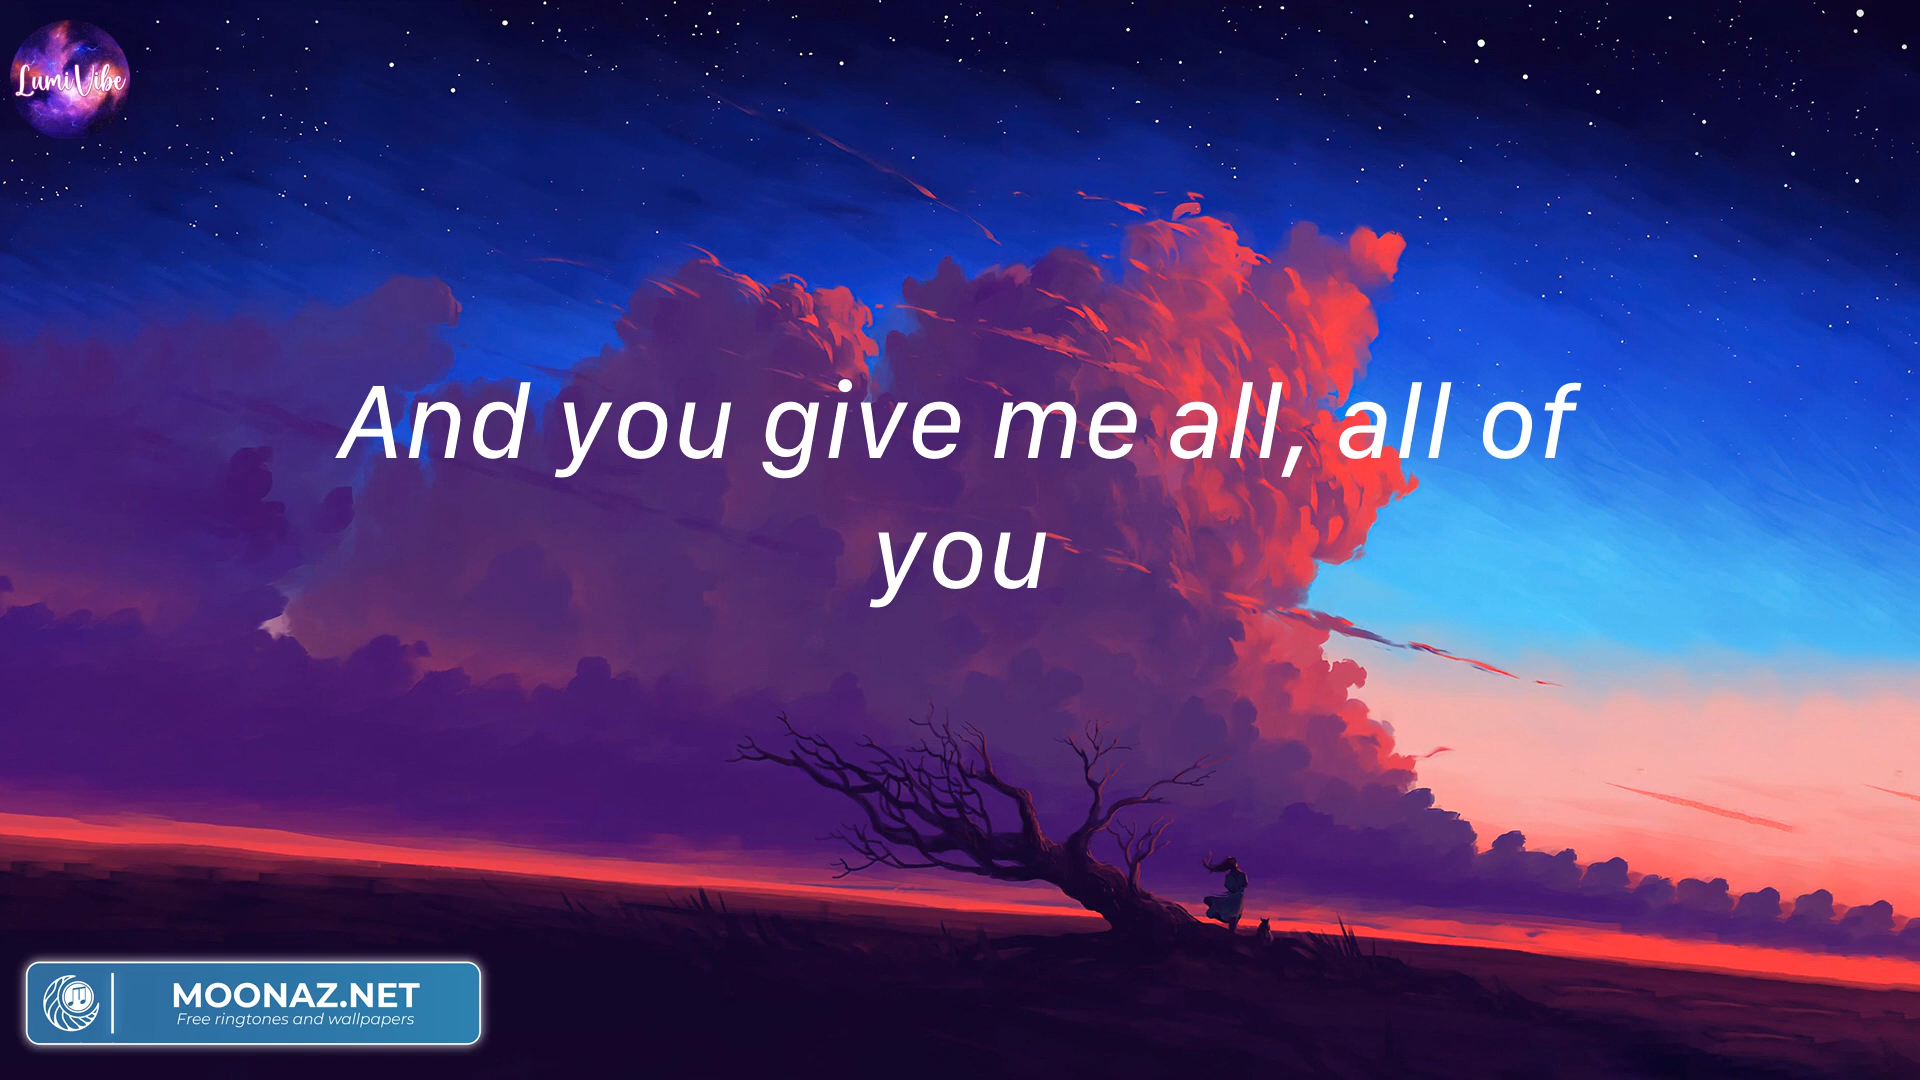 LumiVibe
And you give me all, all of
you
MOONAZ.NET
Free ringtones and wallpapers